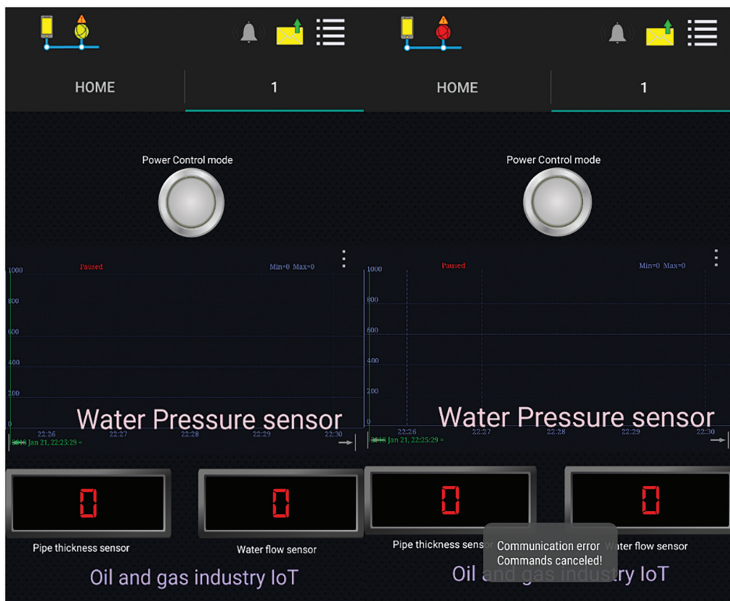 HOME 1
Power Control mode
1000 Paused Min=0 Max=0
800
600
400
200
0
Water Pressure sensor
22:26 22:27 22:28 22:29 22:30
Jan 21, 22:25:29
0 0
Pipe thickness sensor Water flow sensor
Oil and gas industry IoT
HOME 1
Power Control mode
1000 Paused Min=0 Max=0
800
600
400
200
0
Water Pressure sensor
22:26 22:27 22:28 22:29 22:30
Jan 21, 22:25:29
0 0
Pipe thickness Water flow sensor
Communication error
Commands canceled!
Oil and gas industry IoT